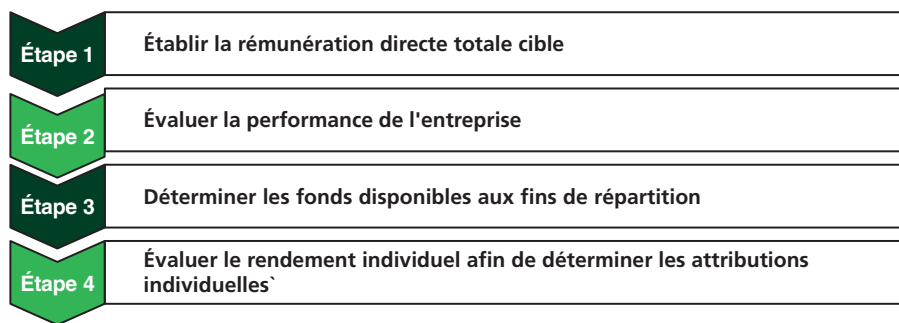 Étape 1
Établir la rémunération directe totale cible
Étape 2
Évaluer la performance de l'entreprise
Étape 3
Déterminer les fonds disponibles aux fins de répartition
Étape 4
Évaluer le rendement individuel afin de déterminer les attributions
individuelles`